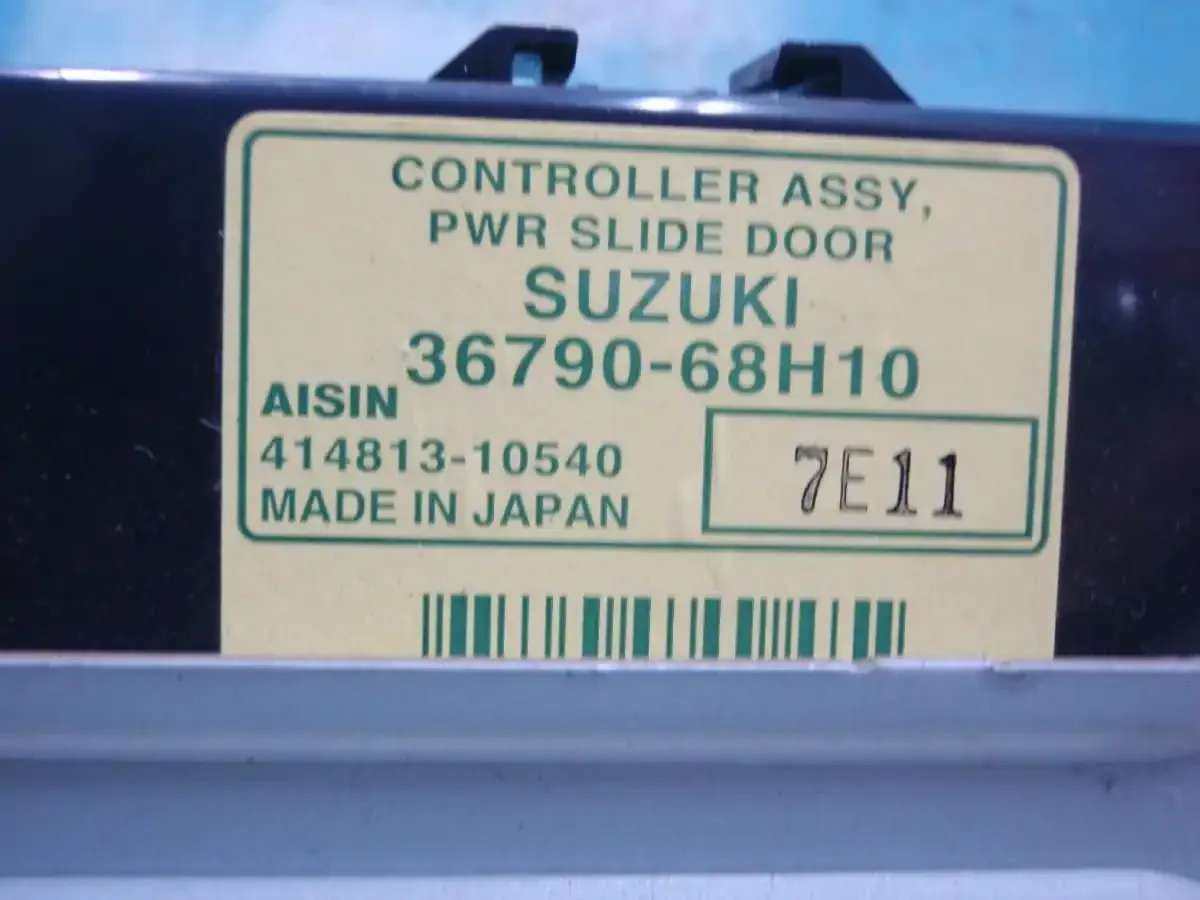 CONTROLLER ASSY,
PWR SLIDE DOOR
SUZUKI
36790-68H10
AISIN
414813-10540
MADE IN JAPAN
7E11